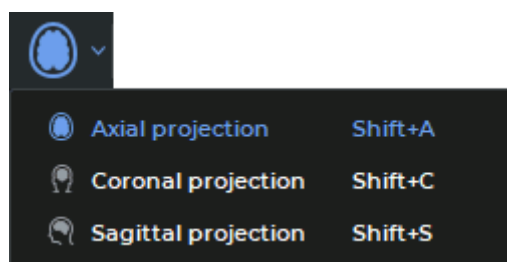 Axial projection Shift+A
Coronal projection Shift+C
Sagittal projection Shift+S